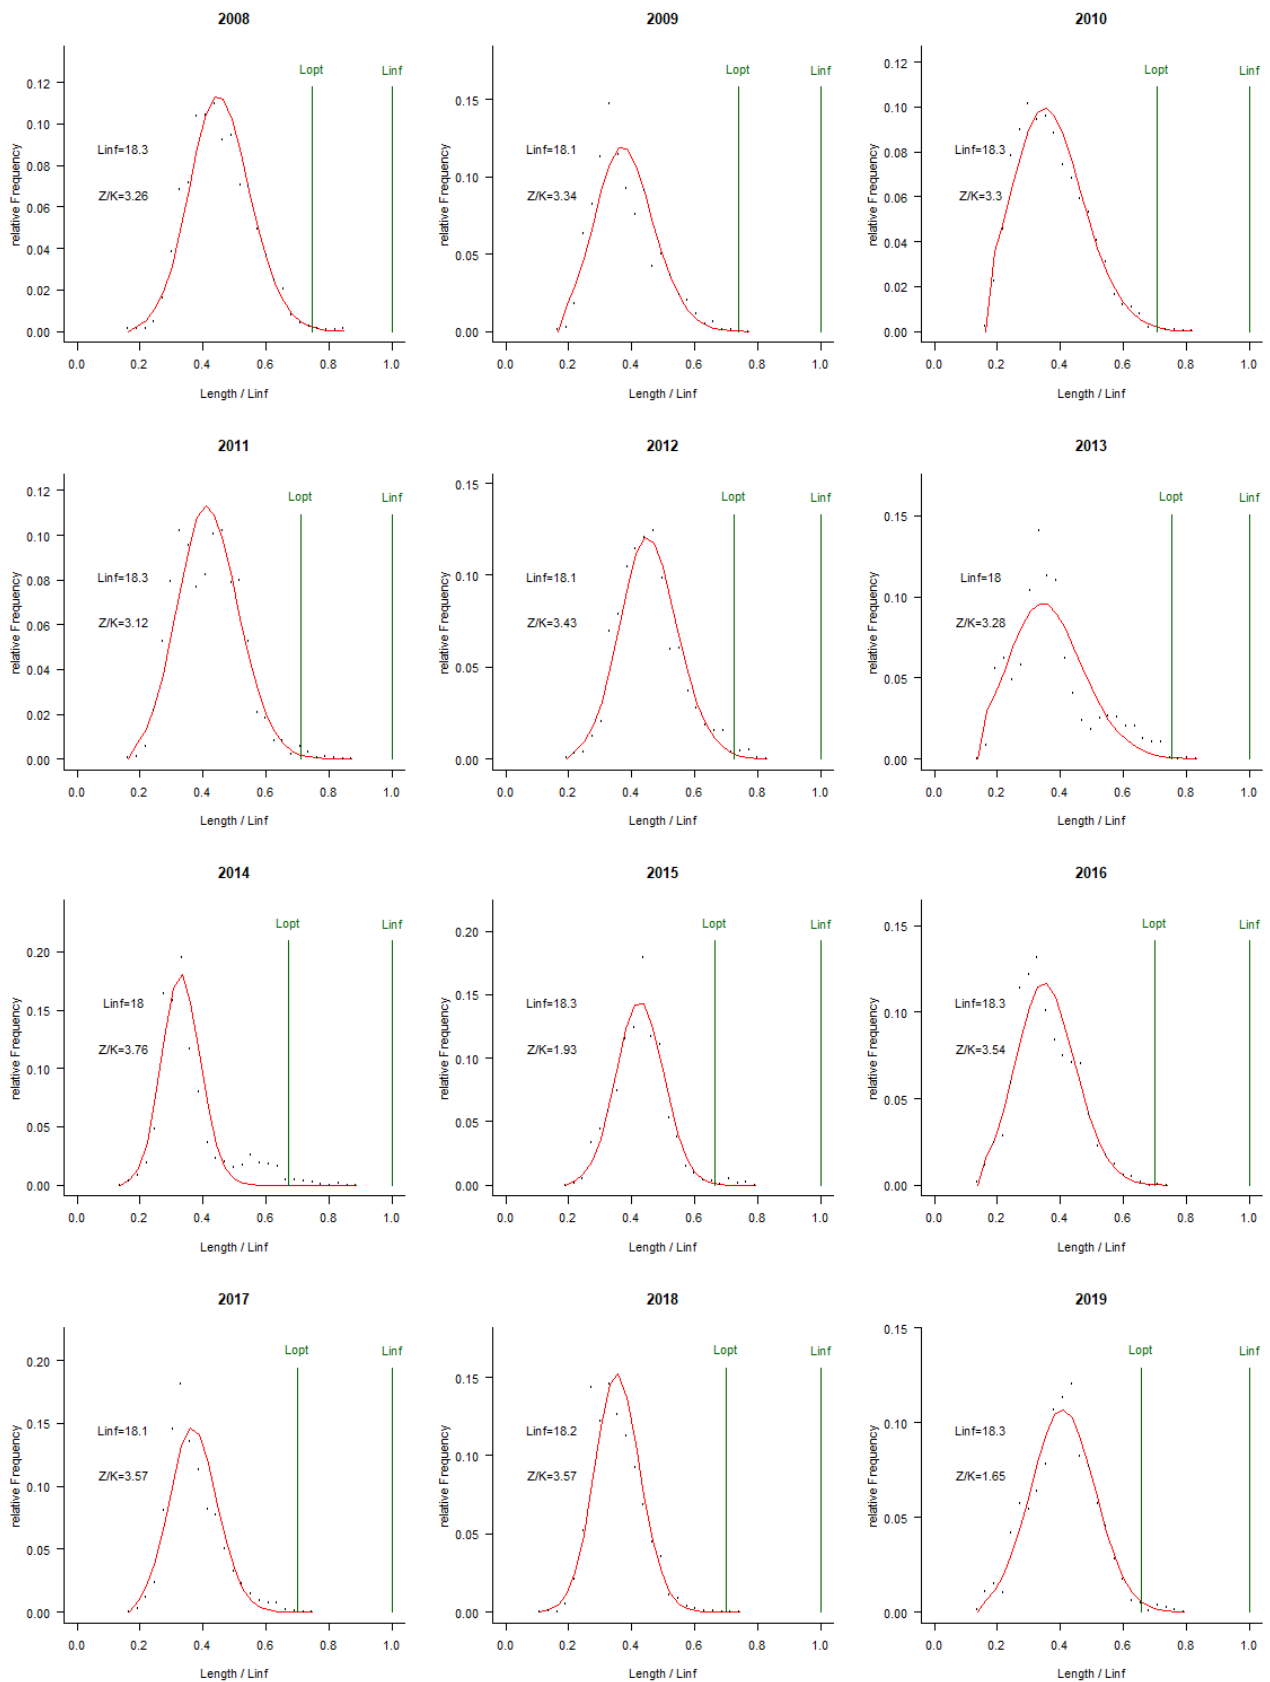 2008
relative Frequency
0.12
0.10
0.08
0.06
0.04
0.02
0.00
Lopt
Linf
Linf=18.3
Z/K=3.26
0.0 0.2 0.4 0.6 0.8 1.0
Length / Linf
2009
relative Frequency
0.15
0.10
0.05
0.00
Lopt
Linf
Linf=18.1
Z/K=3.34
0.0 0.2 0.4 0.6 0.8 1.0
Length / Linf
2010
relative Frequency
0.12
0.10
0.08
0.06
0.04
0.02
0.00
Lopt
Linf
Linf=18.3
Z/K=3.3
0.0 0.2 0.4 0.6 0.8 1.0
Length / Linf
2011
relative Frequency
0.12
0.10
0.08
0.06
0.04
0.02
0.00
Lopt
Linf
Linf=18.3
Z/K=3.12
0.0 0.2 0.4 0.6 0.8 1.0
Length / Linf
2012
relative Frequency
0.15
0.10
0.05
0.00
Lopt
Linf
Linf=18.1
Z/K=3.43
0.0 0.2 0.4 0.6 0.8 1.0
Length / Linf
2013
relative Frequency
0.15
0.10
0.05
0.00
Lopt
Linf
Linf=18
Z/K=3.28
0.0 0.2 0.4 0.6 0.8 1.0
Length / Linf
2014
relative Frequency
0.20
0.15
0.10
0.05
0.00
Lopt
Linf
Linf=18
Z/K=3.76
0.0 0.2 0.4 0.6 0.8 1.0
Length / Linf
2015
relative Frequency
0.20
0.15
0.10
0.05
0.00
Lopt
Linf
Linf=18.3
Z/K=1.93
0.0 0.2 0.4 0.6 0.8 1.0
Length / Linf
2016
relative Frequency
0.15
0.10
0.05
0.00
Lopt
Linf
Linf=18.3
Z/K=3.54
0.0 0.2 0.4 0.6 0.8 1.0
Length / Linf
2017
relative Frequency
0.20
0.15
0.10
0.05
0.00
Lopt
Linf
Linf=18.1
Z/K=3.57
0.0 0.2 0.4 0.6 0.8 1.0
Length / Linf
2018
relative Frequency
0.15
0.10
0.05
0.00
Lopt
Linf
Linf=18.2
Z/K=3.57
0.0 0.2 0.4 0.6 0.8 1.0
Length / Linf
2019
relative Frequency
0.15
0.10
0.05
0.00
Lopt
Linf
Linf=18.3
Z/K=1.65
0.0 0.2 0.4 0.6 0.8 1.0
Length / Linf